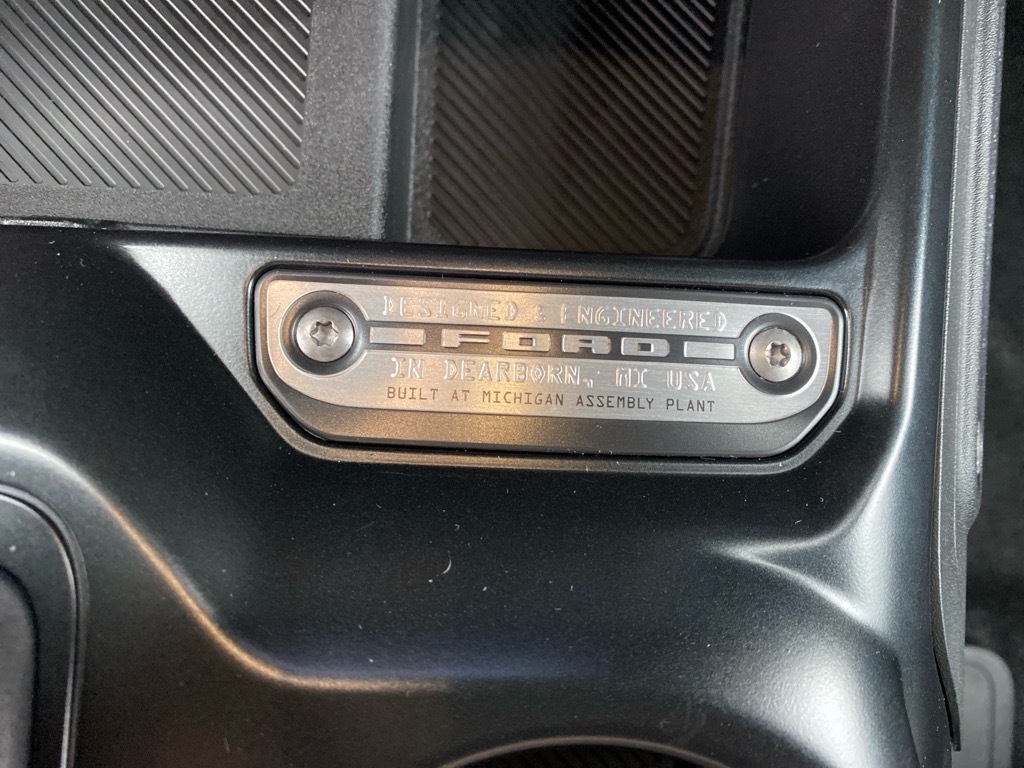 DESIGNED & ENGINEERED
FORD
IN DEARBORN, MI USA
BUILT AT MICHIGAN ASSEMBLY PLANT